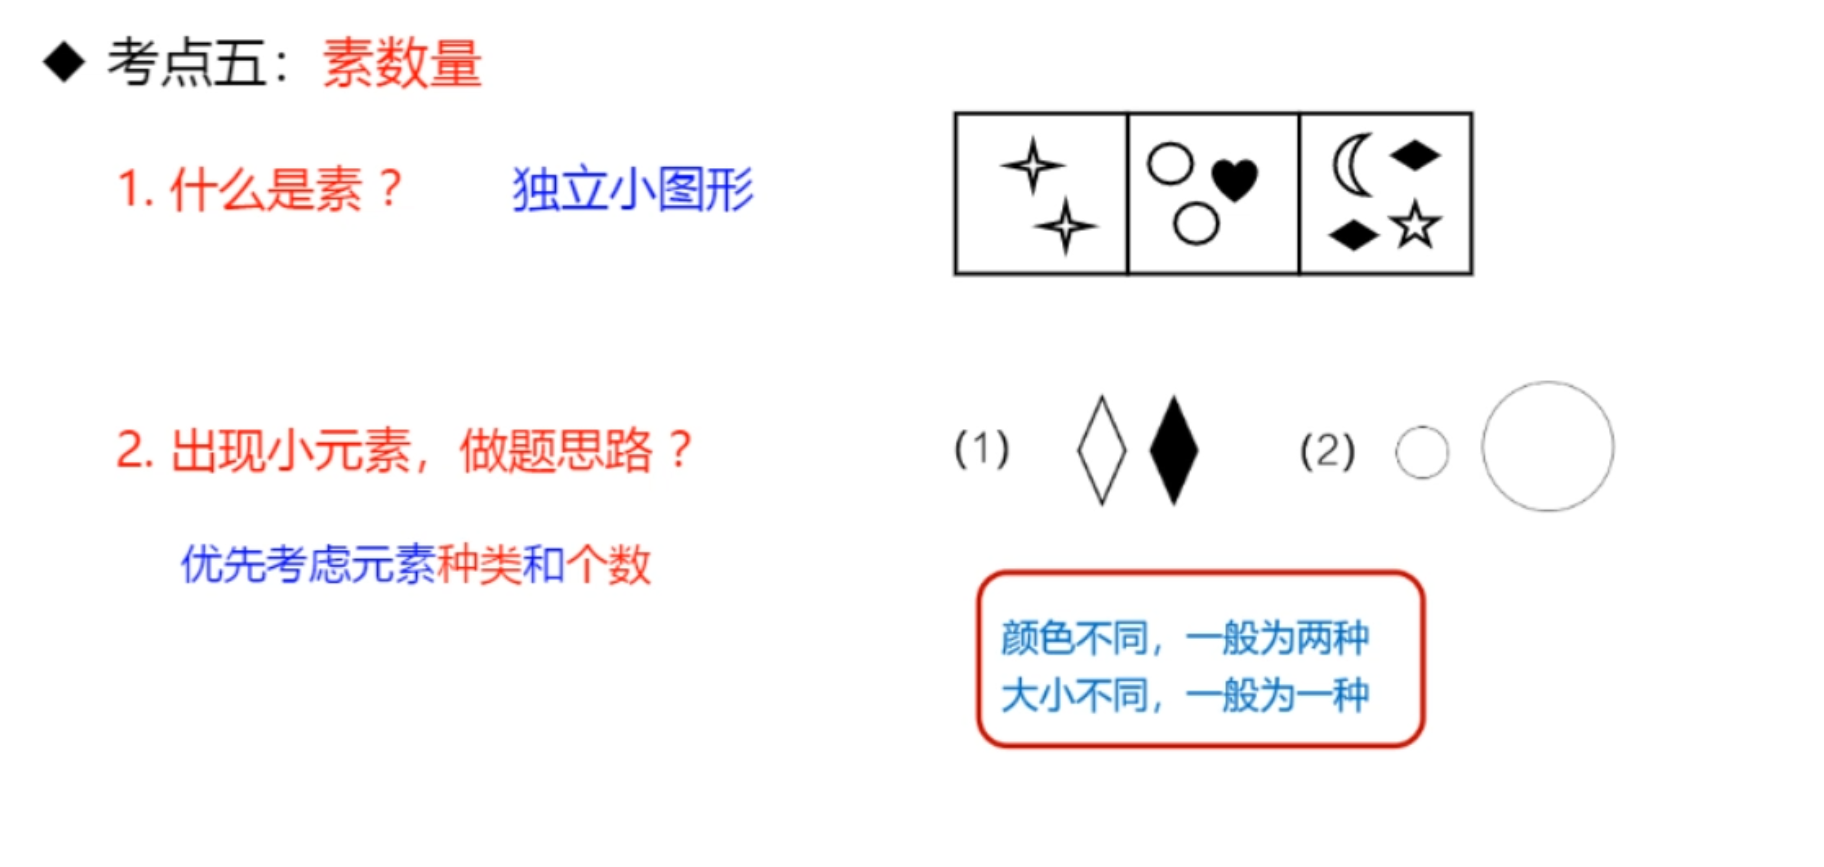 ◆ 考点五：素数量
1. 什么是素？ 独立小图形
2. 出现小元素，做题思路？ (1) (2)
优先考虑元素种类和个数
颜色不同，一般为两种
大小不同，一般为一种